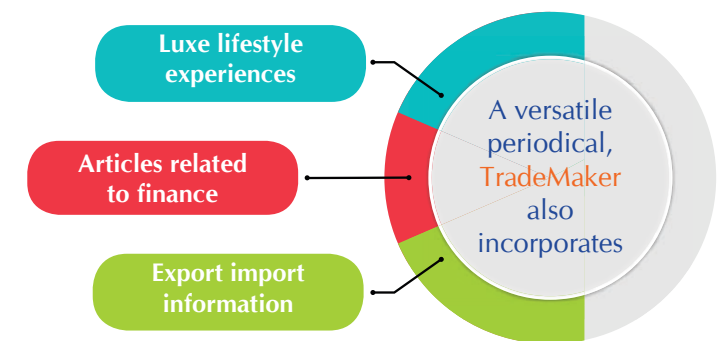 Luxe lifestyle
experiences
Articles related
to finance
Export import
information
A versatile
periodical,
TradeMaker
also
incorporates